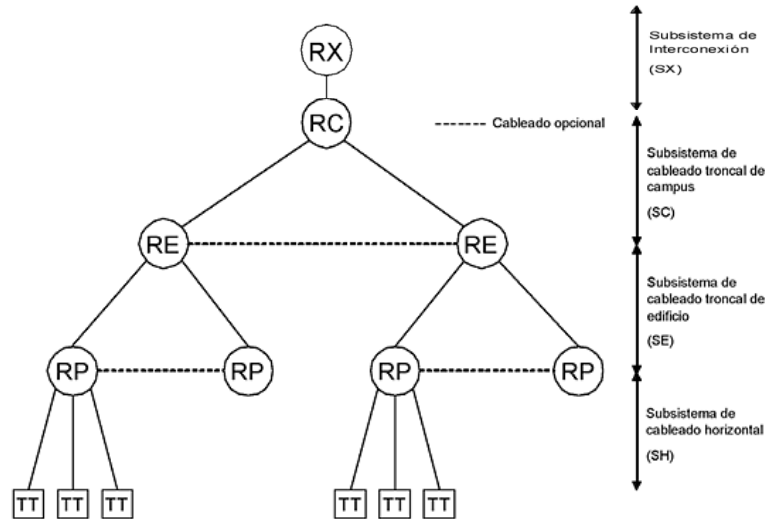 RX
Subsistema de
Interconexión
(SX)
RC
Cableado opcional
Subsistema de
cableado troncal de
campus
(SC)
RE
RE
Subsistema de
cableado troncal de
edificio
(SE)
RP
RP
RP
RP
Subsistema de
cableado horizontal
(SH)
TT
TT
TT
TT
TT
TT